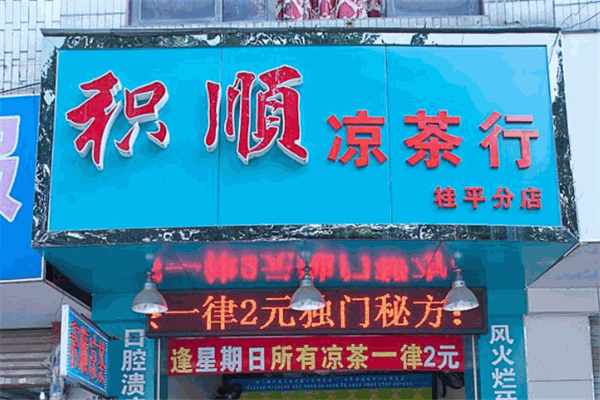 积顺凉茶行
桂平分店
一律2元独门秘方
逢星期日所有凉茶一律2元
口腔溃
风火烂牙